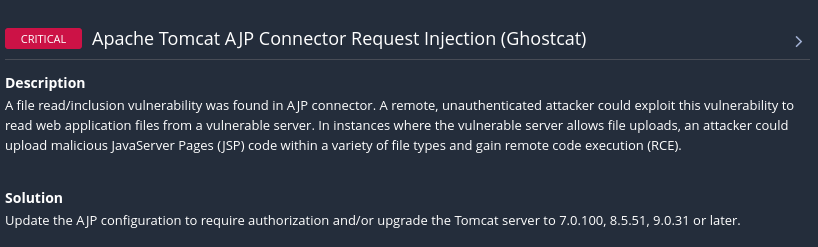 CRITICAL Apache Tomcat AJP Connector Request Injection (Ghostcat)
Description
A file read/inclusion vulnerability was found in AJP connector. A remote, unauthenticated attacker could exploit this vulnerability to
read web application files from a vulnerable server. In instances where the vulnerable server allows file uploads, an attacker could
upload malicious JavaServer Pages (JSP) code within a variety of file types and gain remote code execution (RCE).
Solution
Update the AJP configuration to require authorization and/or upgrade the Tomcat server to 7.0.100, 8.5.51, 9.0.31 or later.